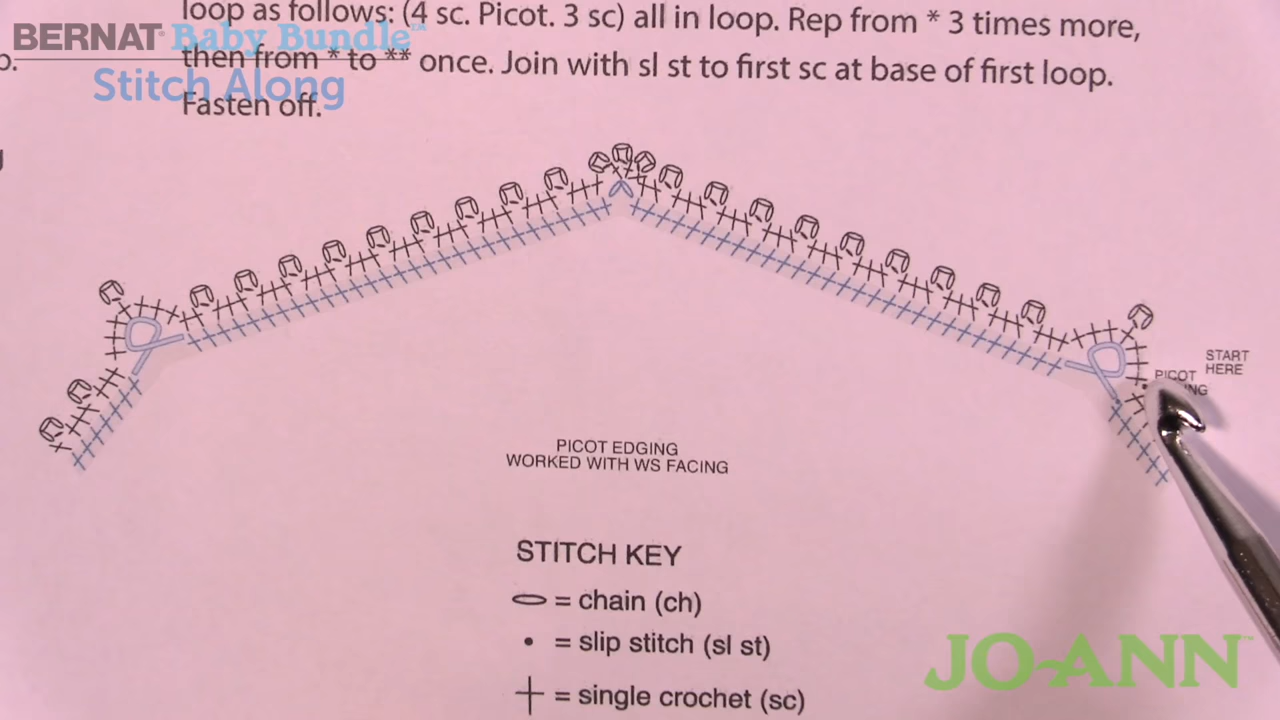 loop as follows: (4 sc. Picot. 3 sc) all in loop. Rep from * 3 times more,
BERNAT Baby Bundle™
then from * to ** once. Join with sl st to first sc at base of first loop.
Stitch Along
Fasten off.
START
HERE
PICOT
PICOT EDGING
WORKED WITH WS FACING
STITCH KEY
= chain (ch)
• = slip stitch (sl st)
= single crochet (sc)
JO-ANN™